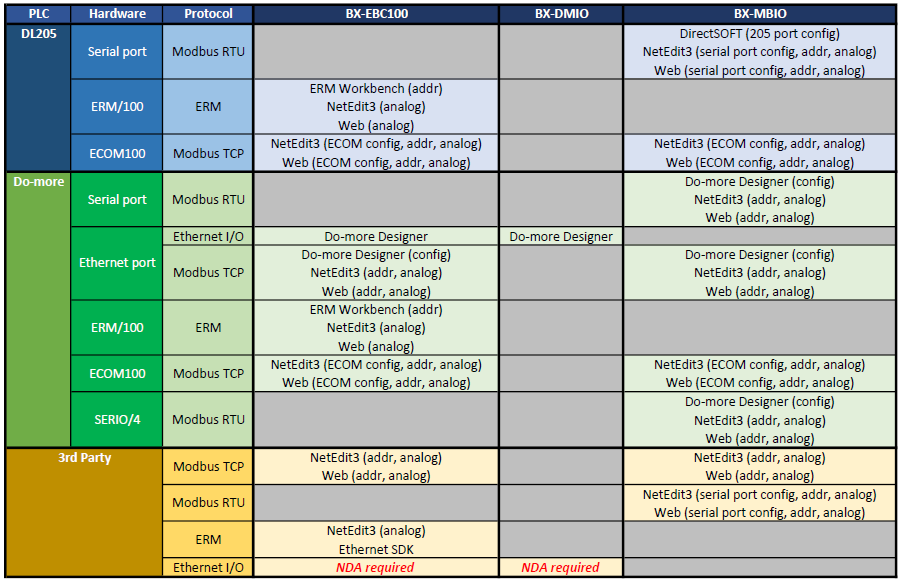 PLC Hardware Protocol BX-EBC100 BX-DMIO BX-MBIO
DL205
Serial port
Modbus RTU
DirectSOFT (205 port config)
NetEdit3 (serial port config, addr, analog)
Web (serial port config, addr, analog)
ERM/100
ERM
ERM Workbench (addr)
NetEdit3 (analog)
Web (analog)
ECOM100
Modbus TCP
NetEdit3 (ECOM config, addr, analog)
Web (ECOM config, addr, analog)
NetEdit3 (ECOM config, addr, analog)
Web (ECOM config, addr, analog)
Do-more
Serial port
Modbus RTU
Do-more Designer (config)
NetEdit3 (addr, analog)
Web (addr, analog)
Ethernet port
Ethernet I/O
Do-more Designer
Do-more Designer
Modbus TCP
Do-more Designer (config)
NetEdit3 (addr, analog)
Web (addr, analog)
Do-more Designer (config)
NetEdit3 (addr, analog)
Web (addr, analog)
ERM/100
ERM
ERM Workbench (addr)
NetEdit3 (analog)
Web (analog)
ECOM100
Modbus TCP
NetEdit3 (ECOM config, addr, analog)
Web (ECOM config, addr, analog)
NetEdit3 (ECOM config, addr, analog)
Web (ECOM config, addr, analog)
SERIO/4
Modbus RTU
Do-more Designer (config)
NetEdit3 (addr, analog)
Web (addr, analog)
3rd Party
Modbus TCP
NetEdit3 (addr, analog)
Web (addr, analog)
NetEdit3 (addr, analog)
Web (addr, analog)
Modbus RTU
NetEdit3 (serial port config, addr, analog)
Web (serial port config, addr, analog)
ERM
NetEdit3 (analog)
Ethernet SDK
Ethernet I/O
NDA required
NDA required